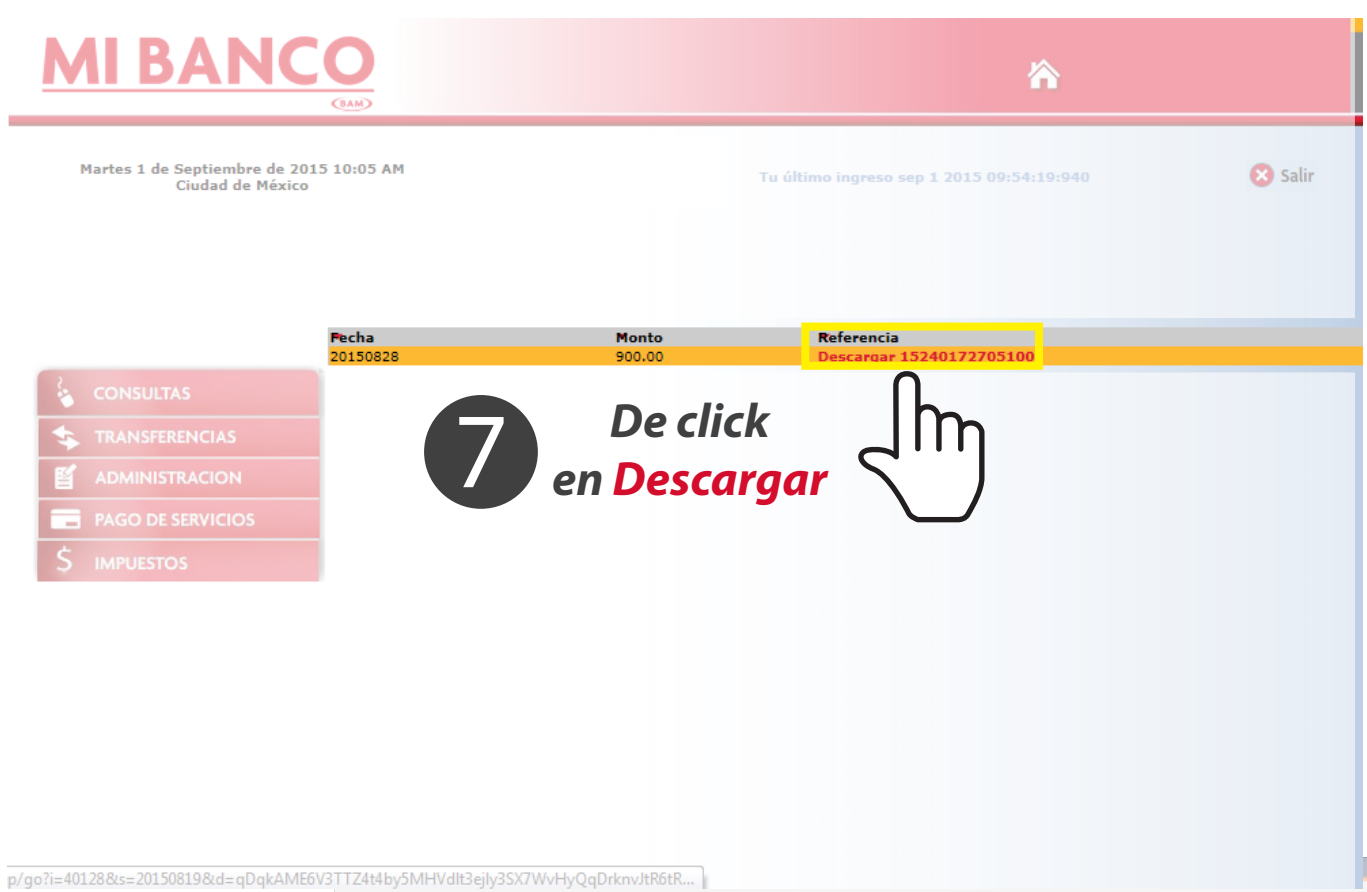 MI BANCO
BAM
Martes 1 de Septiembre de 2015 10:05 AM
Ciudad de México
Tu último ingreso sep 1 2015 09:54:19:940
Salir
Fecha Monto Referencia
20150828 900.00 Descargar 15240172705100
CONSULTAS
TRANSFERENCIAS
ADMINISTRACION
PAGO DE SERVICIOS
$ IMPUESTOS
7 De click
en Descargar
p/go?i=40128&s=20150819&d=qDqkAME6V3TTZ4t4by5MHVdlt3ejly3SX7WvHyQqDrknvJtR6tR...